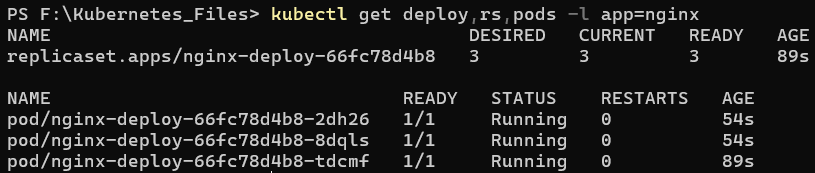 PS F:\Kubernetes_Files> kubectl get deploy,rs,pods -l app=nginx
NAME DESIRED CURRENT READY AGE
replicaset.apps/nginx-deploy-66fc78d4b8 3 3 3 89s
NAME READY STATUS RESTARTS AGE
pod/nginx-deploy-66fc78d4b8-2dh26 1/1 Running 0 54s
pod/nginx-deploy-66fc78d4b8-8dqls 1/1 Running 0 54s
pod/nginx-deploy-66fc78d4b8-tdcmf 1/1 Running 0 89s